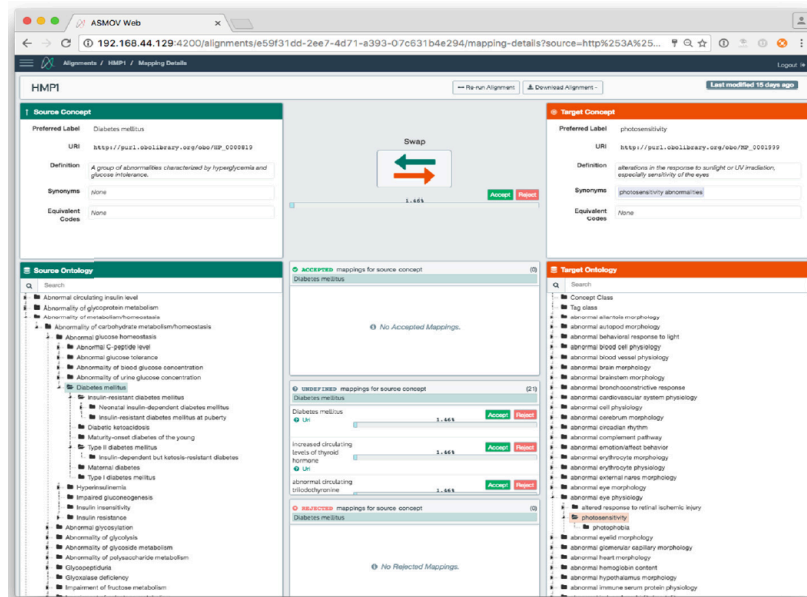 ASMOV Web
192.168.44.129:4200/alignments/e59f31dd-2ee7-4d71-a393-07c631b4e294/mapping-details?source=http%253A%25...
Alignments / HMP1 / Mapping Details
Logout
HMP1
Re-run Alignment
Download Alignment
Last modified 15 days ago
Source Concept
Preferred Label Diabetes mellitus
URI http://purl.obolibrary.org/obo/HP_0000819
Definition A group of abnormalities characterized by hyperglycemia and
glucose intolerance.
Synonyms None
Equivalent None
Codes
Swap
1.46%
Accept Reject
Target Concept
Preferred Label photosensitivity
URI http://purl.obolibrary.org/obo/MP_0001999
Definition alterations in the response to sunlight or UV irradiation,
especially sensitivity of the eyes
Synonyms photosensitivity abnormalities
Equivalent None
Codes
Source Ontology
Search
Abnormal circulating insulin level
Abnormality of glycoprotein metabolism
Abnormality of metabolism/homeostasis
Abnormality of carbohydrate metabolism/homeostasis
Abnormal glucose homeostasis
Abnormal C-peptide level
Abnormal glucose tolerance
Abnormality of blood glucose concentration
Abnormality of urine glucose concentration
Diabetes mellitus
Insulin-resistant diabetes mellitus
Neonatal insulin-dependent diabetes mellitus
Insulin-resistant diabetes mellitus at puberty
Diabetic ketoacidosis
Maturity-onset diabetes of the young
Type II diabetes mellitus
Insulin-dependent but ketosis-resistant diabetes
Maternal diabetes
Type I diabetes mellitus
Hyperinsulinemia
Impaired gluconeogenesis
Insulin insensitivity
Insulin resistance
Abnormal glycosylation
Abnormality of glycolysis
Abnormality of glycoside metabolism
Abnormality of polysaccharide metabolism
Glycopeptiduria
Glyoxalase deficiency
Impairment of fructose metabolism
ACCEPTED mappings for source concept (0)
Diabetes mellitus
No Accepted Mappings.
UNDEFINED mappings for source concept (21)
Diabetes mellitus
Diabetes mellitus
Uri
1.46%
Accept Reject
increased circulating
levels of thyroid
hormone
Uri
1.46%
Accept Reject
abnormal circulating
triiodothyronine
1.46%
Accept Reject
REJECTED mappings for source concept (0)
Diabetes mellitus
No Rejected Mappings.
Target Ontology
Search
Concept Class
Tag class
abnormal allantois morphology
abnormal autopod morphology
abnormal behavioral response to light
abnormal blood cell physiology
abnormal blood vessel physiology
abnormal brain morphology
abnormal brainstem morphology
abnormal bronchoconstrictive response
abnormal cardiovascular system physiology
abnormal cell physiology
abnormal cerebrum morphology
abnormal circadian rhythm
abnormal complement pathway
abnormal emotion/affect behavior
abnormal erythrocyte morphology
abnormal erythrocyte physiology
abnormal external nares morphology
abnormal eye morphology
abnormal eye physiology
altered response to retinal ischemic injury
photosensitivity
photophobia
abnormal eyelid morphology
abnormal glomerular capillary morphology
abnormal heart morphology
abnormal hemoglobin content
abnormal hypothalamus morphology
abnormal immune serum protein physiology